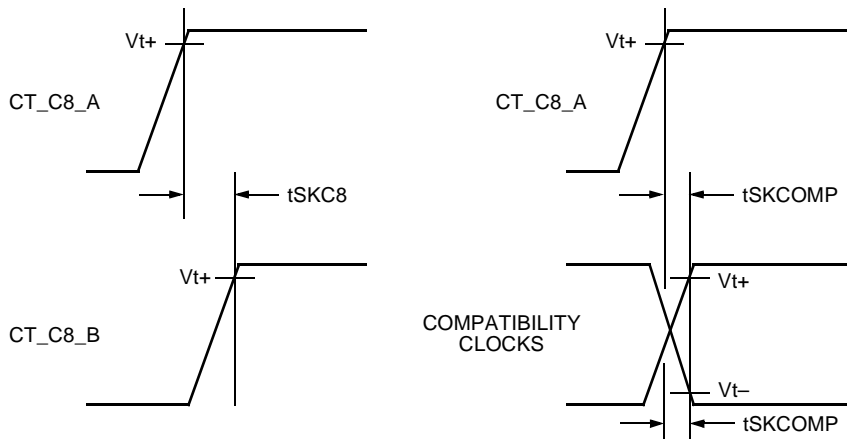 Vt+
CT_C8_A
tSKC8
Vt+
CT_C8_B
Vt+
CT_C8_A
tSKCOMP
Vt+
COMPATIBILITY
CLOCKS
Vt–
tSKCOMP